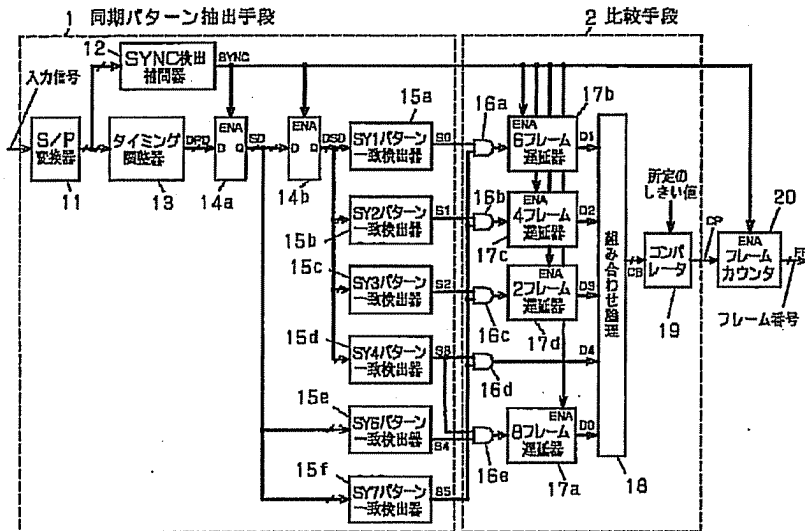 1 同期パターン抽出手段
2 比較手段
12
SYNC検出
補間器
SYNC
入力信号
S/P
変換器
11
タイミング
調整器
13
DPD
ENA
D Q
14a
SD
ENA
D Q
14b
DSD
15a
SY1パターン
一致検出器
S0
SY2パターン
一致検出器
S1
15b
15c
SY3パターン
一致検出器
S2
15d
SY4パターン
一致検出器
S3
15e
SY6パターン
一致検出器
S4
15f
SY7パターン
一致検出器
S5
16a
16b
16c
16d
16e
17b
ENA
6フレーム
遅延器
D1
ENA
4フレーム
遅延器
D2
17c
ENA
2フレーム
遅延器
D3
17d
D4
ENA
8フレーム
遅延器
D0
17a
組み合わせ論理
18
CB
所定の
しきい値
コンパ
レータ
19
CP
20
ENA
フレーム
カウンタ
フレーム番号